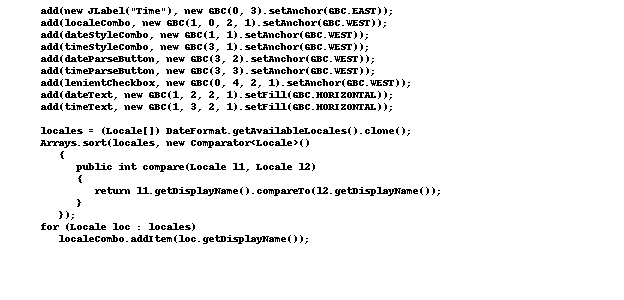 add(new JLabel("Time"), new GBC(0, 3).setAnchor(GBC.EAST));
add(localeCombo, new GBC(1, 0, 2, 1).setAnchor(GBC.WEST));
add(dateStyleCombo, new GBC(1, 1).setAnchor(GBC.WEST));
add(timeStyleCombo, new GBC(3, 1).setAnchor(GBC.WEST));
add(dateParseButton, new GBC(3, 2).setAnchor(GBC.WEST));
add(timeParseButton, new GBC(3, 3).setAnchor(GBC.WEST));
add(lenientCheckbox, new GBC(0, 4, 2, 1).setAnchor(GBC.WEST));
add(dateText, new GBC(1, 2, 2, 1).setFill(GBC.HORIZONTAL));
add(timeText, new GBC(1, 3, 2, 1).setFill(GBC.HORIZONTAL));

locales = (Locale[]) DateFormat.getAvailableLocales().clone();
Arrays.sort(locales, new Comparator<Locale>()
   {
      public int compare(Locale l1, Locale l2)
      {
         return l1.getDisplayName().compareTo(l2.getDisplayName());
      }
   });
for (Locale loc : locales)
   localeCombo.addItem(loc.getDisplayName());